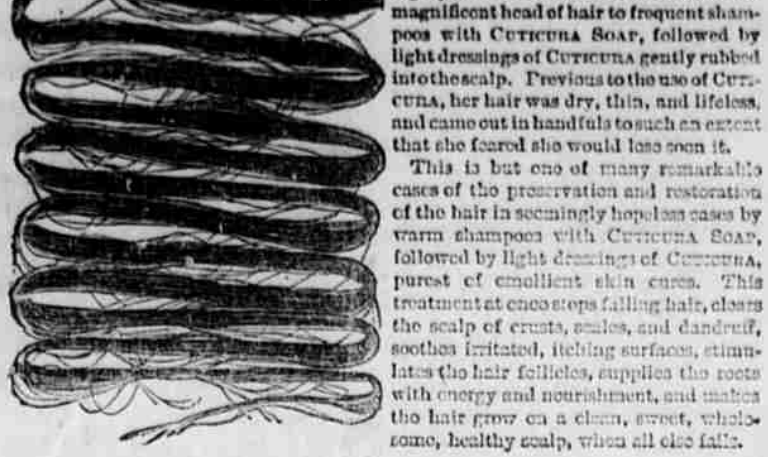 magnificent head of hair to frequent sham-
poos with CUTICURA SOAP, followed by
light dressings of CUTICURA gently rubbed
into the scalp. Previous to the use of CUTI-
CURA, her hair was dry, thin, and lifeless,
and came out in handfuls to such an extent
that she feared she would lose soon it.
This is but one of many remarkable
cases of the preservation and restoration
of the hair in seemingly hopeless cases by
warm shampoos with CUTICURA SOAP,
followed by light dressings of CUTICURA,
purest of emollient skin cures. This
treatment at once stops falling hair, clears
the scalp of crusts, scales, and dandruff,
soothes irritated, itching surfaces, stimu-
lates the hair follicles, supplies the roots
with energy and nourishment, and makes
the hair grow on a clean, sweet, whole-
some, healthy scalp, when all else fails.